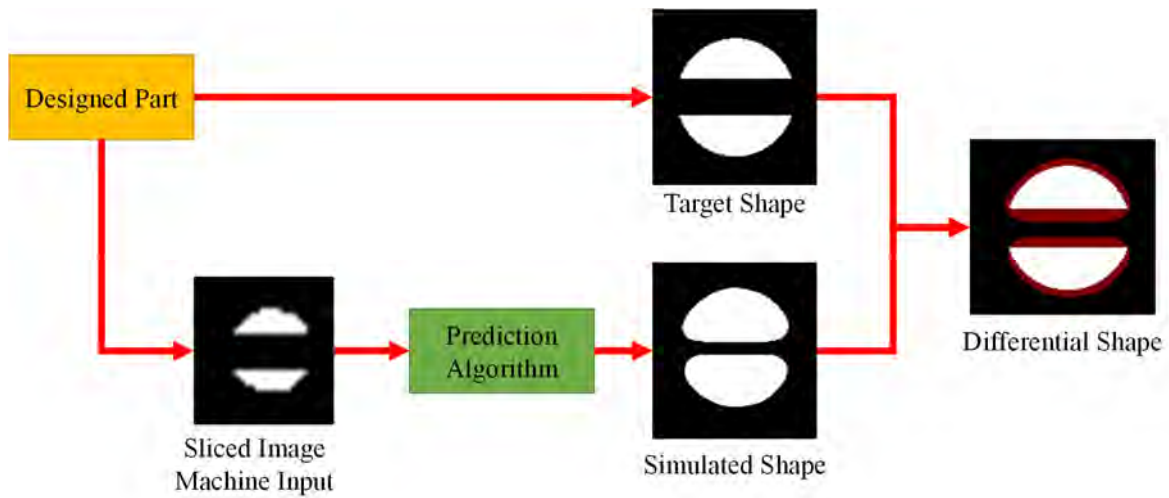 Designed Part
Target Shape
Sliced Image
Machine Input
Prediction
Algorithm
Simulated Shape
Differential Shape